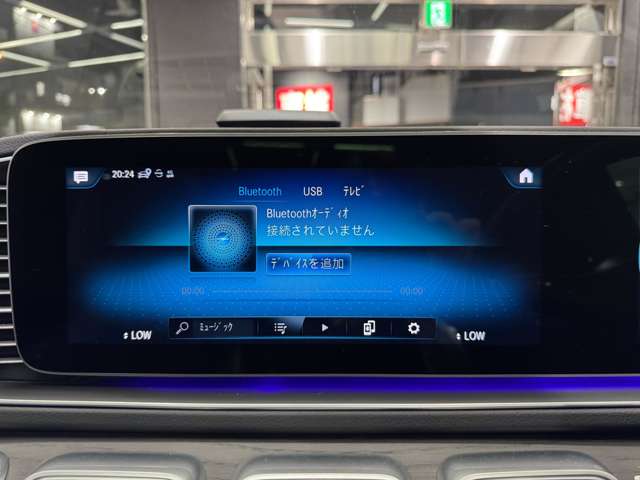 20:24
Bluetooth USB ﾃﾚﾋﾞ
Bluetoothｵｰﾃﾞｨｵ
接続されていません
ﾃﾞﾊﾞｲｽを追加
00:00 00:00
LOW ﾐｭｰｼﾞｯｸ LOW